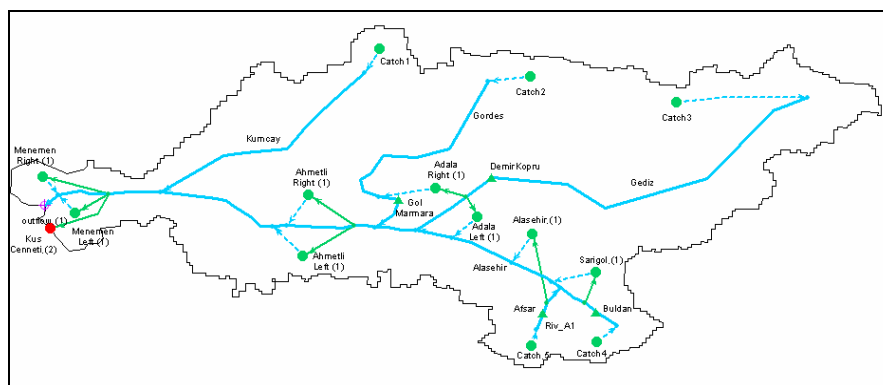 Catch1
Catch2
Catch3
Gordes
Kumcay
Menemen
Right (1)
Ahmetli
Right (1)
Adala
Right (1)
DemirKopru
Gediz
Gol
Marmara
outflow (1)
Kus
Cenneti, (2)
Menemen
Left (1)
Adala
Left (1)
Alasehir, (1)
Ahmetli
Left (1)
Alasehir
Sarigol, (1)
Afsar
Riv_A1
Buldan
Catch 5
Catch4